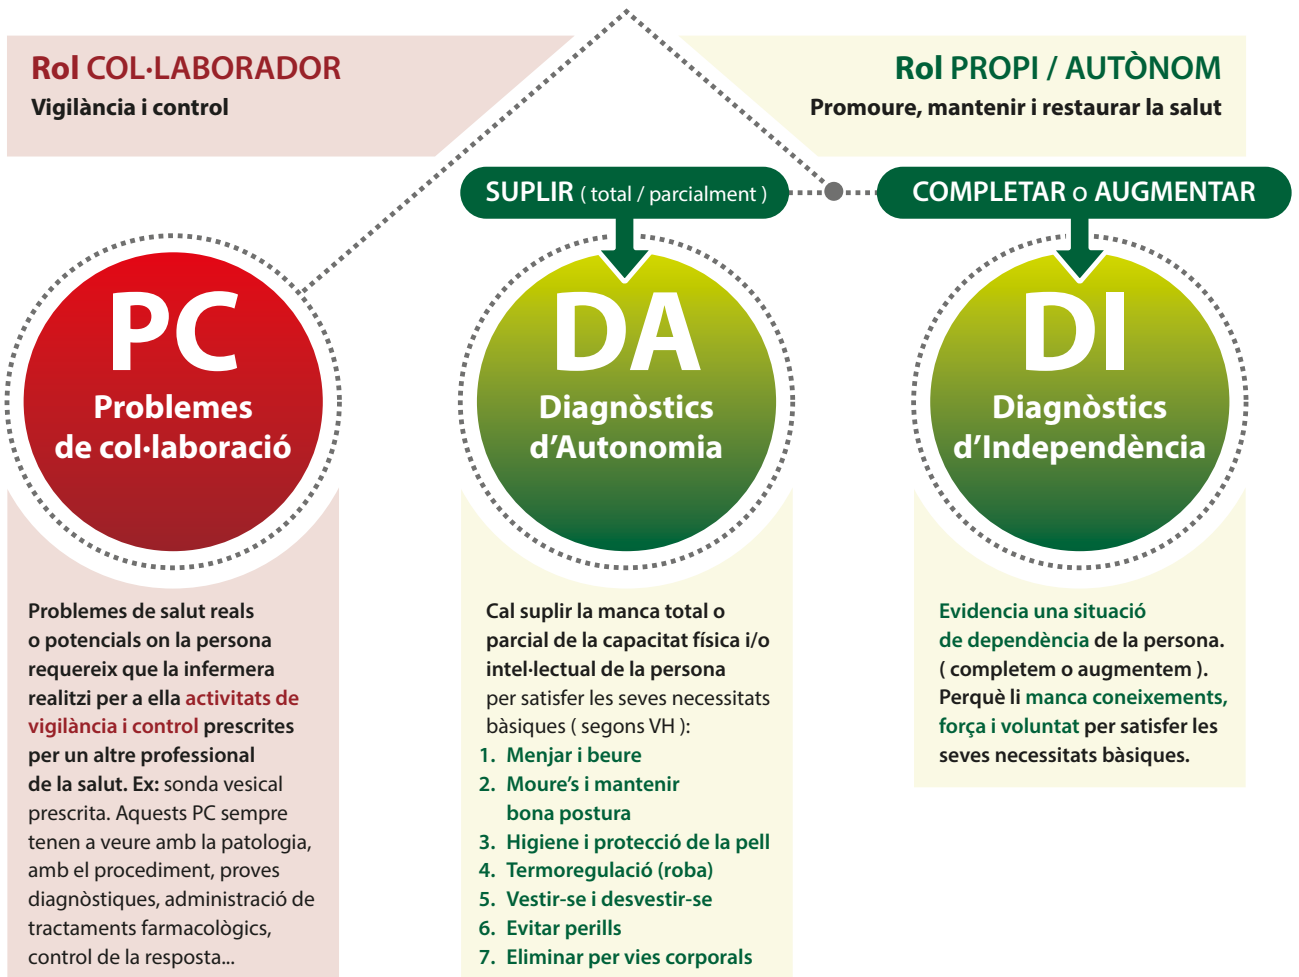 Rol COL·LABORADOR
Vigilància i control
Rol PROPI / AUTÒNOM
Promoure, mantenir i restaurar la salut
SUPLIR ( total / parcialment )
COMPLETAR O AUGMENTAR
PC
Problemes
de col·laboració
DA
Diagnòstics
d’Autonomia
DI
Diagnòstics
d’Independència
Problemes de salut reals
o potencials on la persona
requereix que la infermera
realitzi per a ella activitats de
vigilància i control prescrites
per un altre professional
de la salut. Ex: sonda vesical
prescrita. Aquests PC sempre
tenen a veure amb la patologia,
amb el procediment, proves
diagnòstiques, administració de
tractaments farmacològics,
control de la resposta...
Cal suplir la manca total o
parcial de la capacitat física i/o
intel·lectual de la persona
per satisfer les seves necessitats
bàsiques ( segons VH ):
1. Menjar i beure
2. Moure’s i mantenir
bona postura
3. Higiene i protecció de la pell
4. Termoregulació (roba)
5. Vestir-se i desvestir-se
6. Evitar perills
7. Eliminar per vies corporals
Evidencia una situació
de dependència de la persona.
( completem o augmentem ).
Perquè li manca coneixements,
força i voluntat per satisfer les
seves necessitats bàsiques.